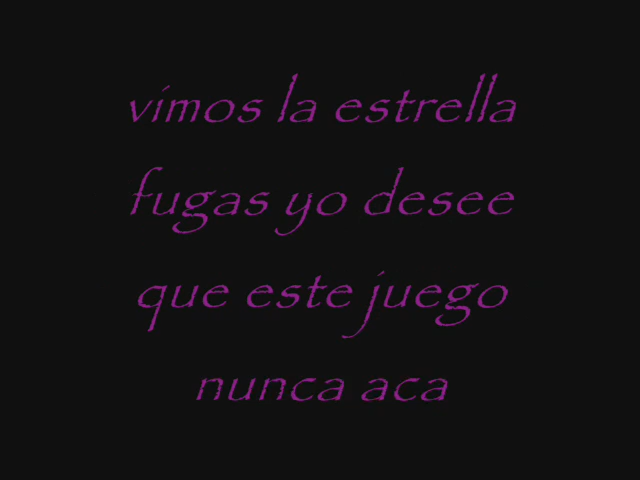 vimos la estrella
fugas yo desee
que este juego
nunca aca